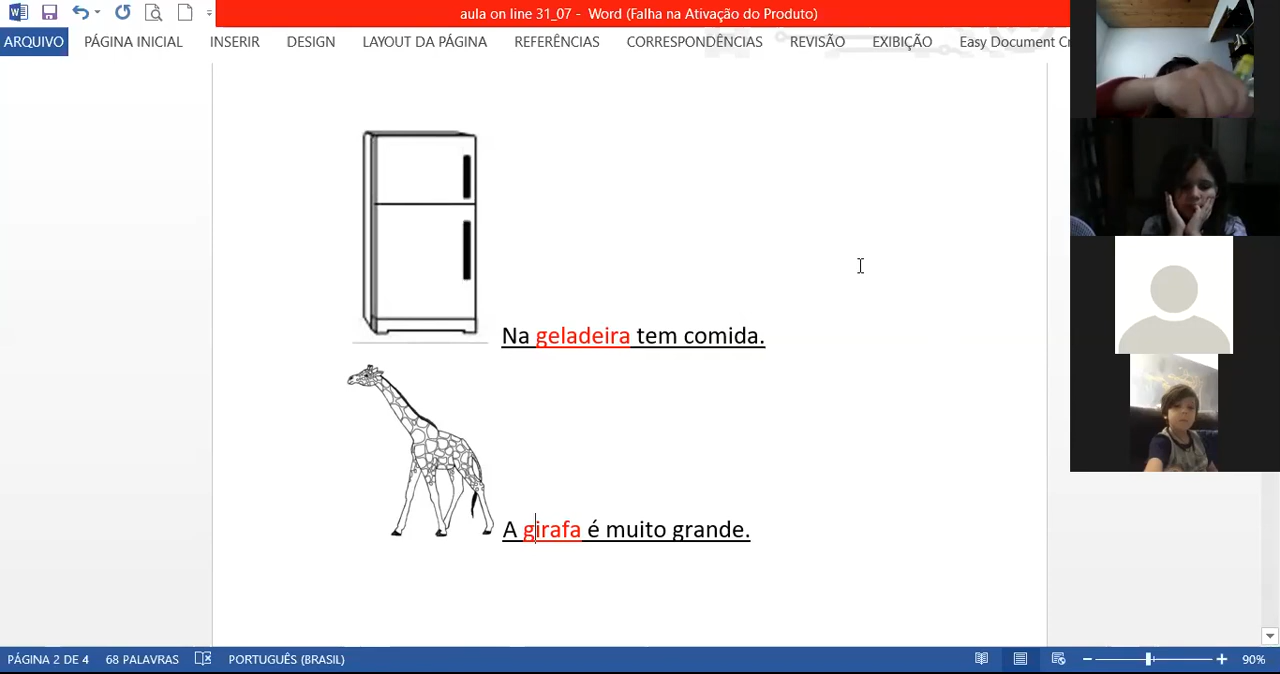 aula on line 31_07 - Word (Falha na Ativação do Produto)
ARQUIVO PÁGINA INICIAL INSERIR DESIGN LAYOUT DA PÁGINA REFERÊNCIAS CORRESPONDÊNCIAS REVISÃO EXIBIÇÃO Easy Document
Na geladeira tem comida.
A girafa é muito grande.
PÁGINA 2 DE 4 68 PALAVRAS PORTUGUÊS (BRASIL) 90%